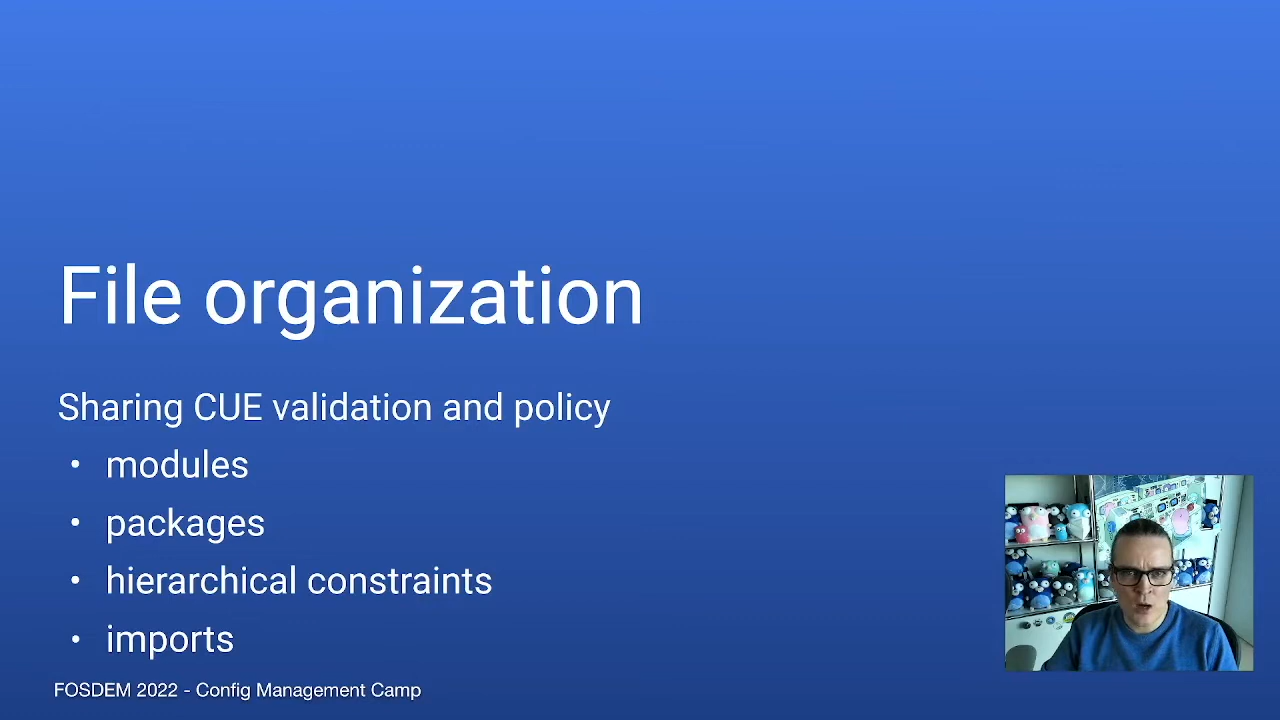 File organization
Sharing CUE validation and policy
• modules
• packages
• hierarchical constraints
• imports
FOSDEM 2022 - Config Management Camp